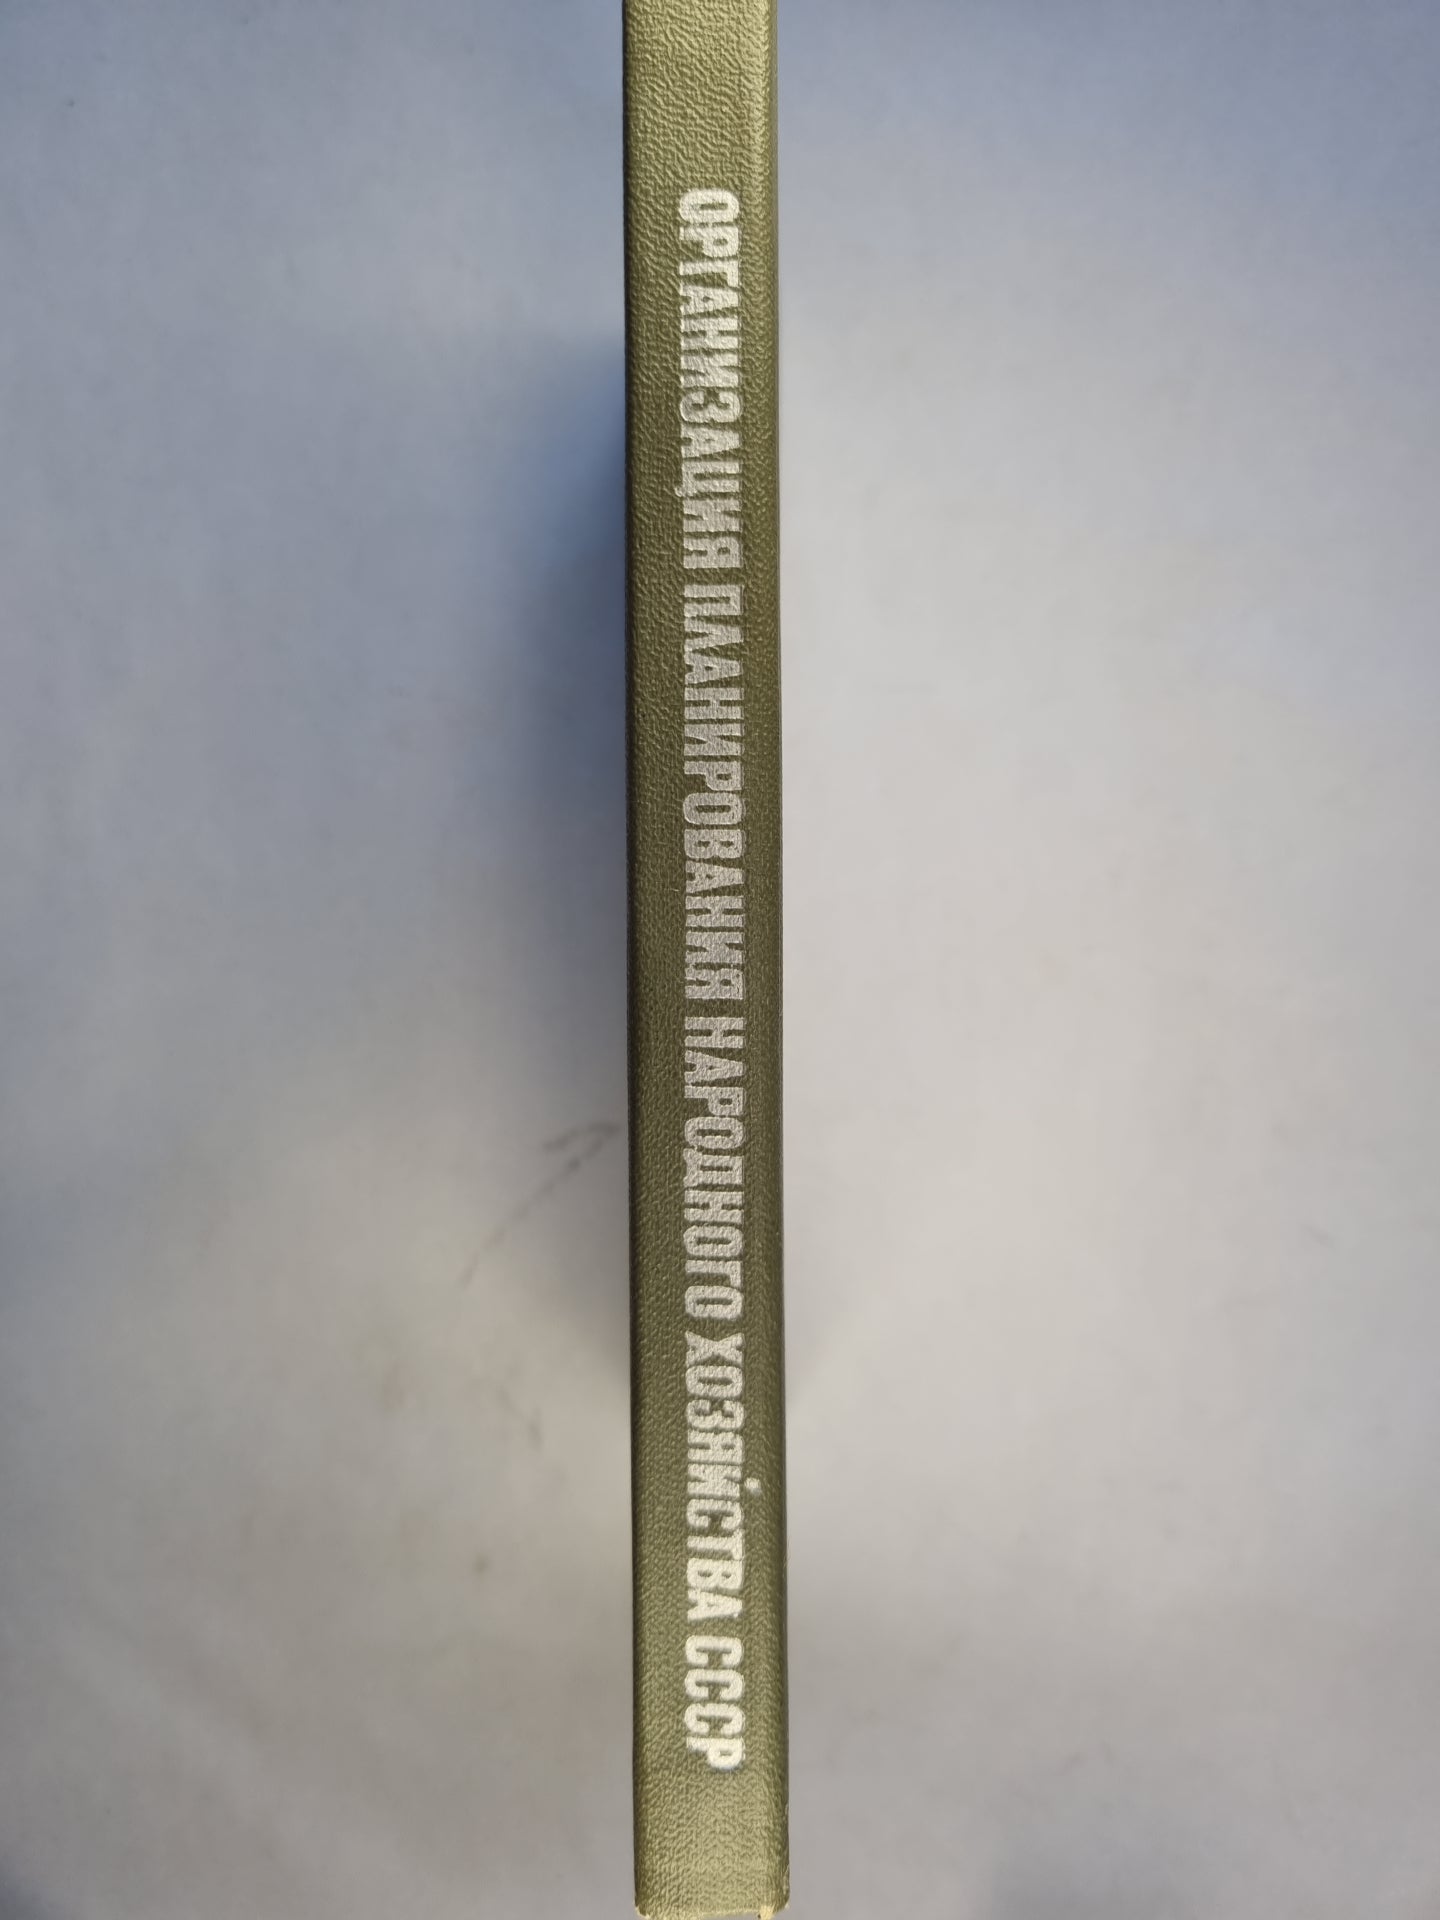 ОРГАНИЗАЦИЯ ПЛАНИРОВАНИЯ НАРОДНОГО ХОЗЯЙСТВА СССР